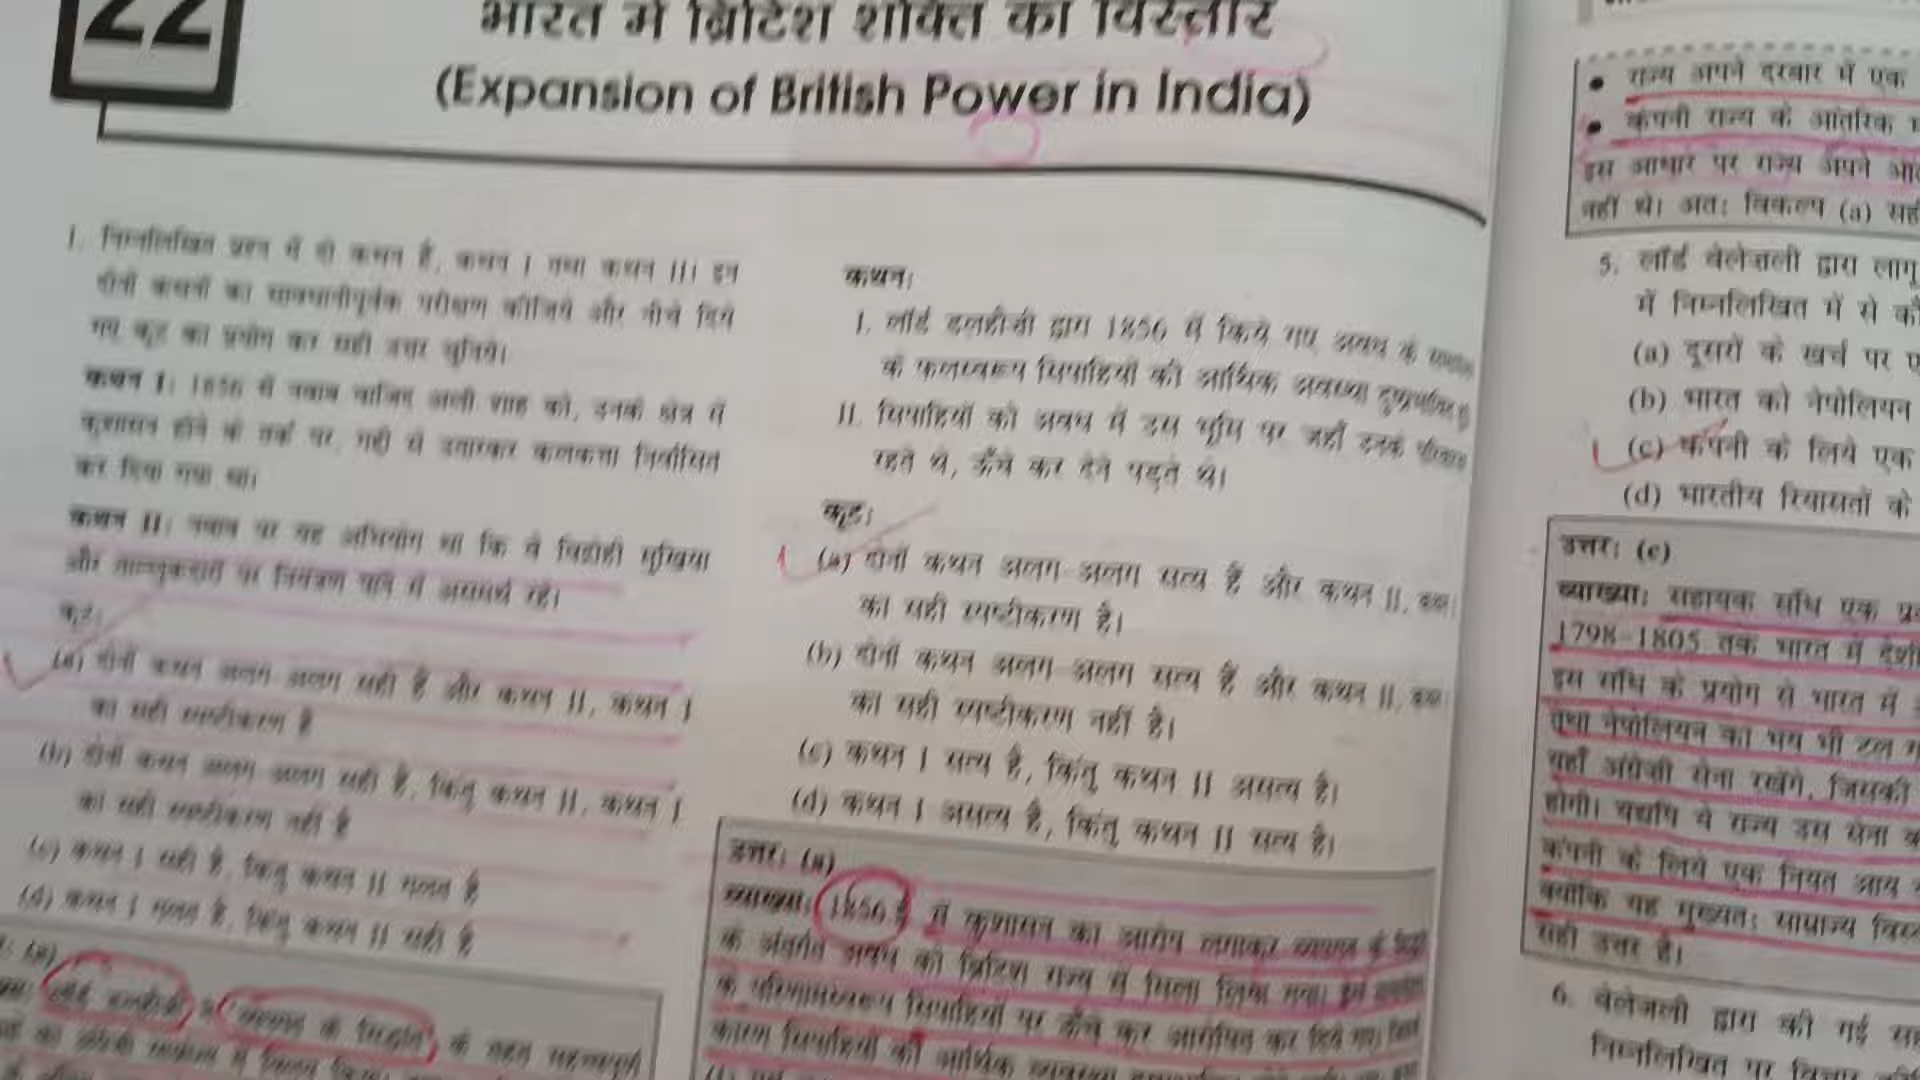 22
भारत में ब्रिटिश शक्ति का विस्तार
(Expansion of British Power in India)
1. निम्नलिखित प्रश्न में दो कथन हैं, कथन I तथा कथन II। इन
दोनों कथनों का सावधानीपूर्वक परीक्षण कीजिये और नीचे दिये
गए कूट का प्रयोग कर सही उत्तर चुनिये।
कथन I: 1856 में नवाब वाजिद अली शाह को, उनके क्षेत्र में
कुशासन होने के तर्क पर, गद्दी से उतारकर कलकत्ता निर्वासित
कर दिया गया था।
कथन II: नवाब पर यह अभियोग था कि वे विद्रोही मुखिया
और ताल्लुकदारों पर नियंत्रण पाने में असमर्थ रहे।
कूट:
(a) दोनों कथन अलग-अलग सही हैं और कथन II, कथन I
का सही स्पष्टीकरण है
(b) दोनों कथन अलग-अलग सही हैं, किंतु कथन II, कथन I
का सही स्पष्टीकरण नहीं है
(c) कथन I सही है, किंतु कथन II गलत है
(d) कथन I गलत है, किंतु कथन II सही है
: (a)
लॉर्ड डलहौजी के सिद्धांत के तहत
कथन:
I. लॉर्ड डलहौजी द्वारा 1856 में किये गए अवध के
के फलस्वरूप सिपाहियों की आर्थिक अवस्था दुष्प्रभावित हुई
II. सिपाहियों को अवध में उस भूमि पर जहाँ उनके परिवार
रहते थे, ऊँचे कर देने पड़ते थे।
कूट:
(a) दोनों कथन अलग-अलग सत्य हैं और कथन II,
का सही स्पष्टीकरण है।
(b) दोनों कथन अलग-अलग सत्य हैं और कथन II,
का सही स्पष्टीकरण नहीं है।
(c) कथन I सत्य है, किंतु कथन II असत्य है।
(d) कथन I असत्य है, किंतु कथन II सत्य है।
उत्तर: (a)
व्याख्या: 1856 ई. में कुशासन का आरोप लगाकर
के अंतर्गत अवध को ब्रिटिश राज्य में मिला लिया गया।
के परिणामस्वरूप सिपाहियों पर ऊँचे कर आरोपित कर दिये गए।
कारण सिपाहियों की आर्थिक
• राज्य अपने दरबार में एक
• कंपनी राज्य के आंतरिक
इस आधार पर राज्य अपने
नहीं थे। अतः विकल्प (a) सही
5. लॉर्ड वेलेजली द्वारा लागू
में निम्नलिखित में से
(a) दूसरों के खर्च पर
(b) भारत को नेपोलियन
(c) कंपनी के लिये एक
(d) भारतीय रियासतों के
उत्तर: (c)
व्याख्या: सहायक संधि एक
1798-1805 तक भारत में
इस संधि के प्रयोग से भारत में
तथा नेपोलियन का भय भी टल
यहाँ अंग्रेजी सेना रखेंगे, जिसकी
होगी। यद्यपि ये राज्य उस सेना
कंपनी के लिये एक नियत आय
क्योंकि यह मुख्यतः साम्राज्य
सही उत्तर है।
6. वेलेजली द्वारा की गई
निम्नलिखित पर विचार